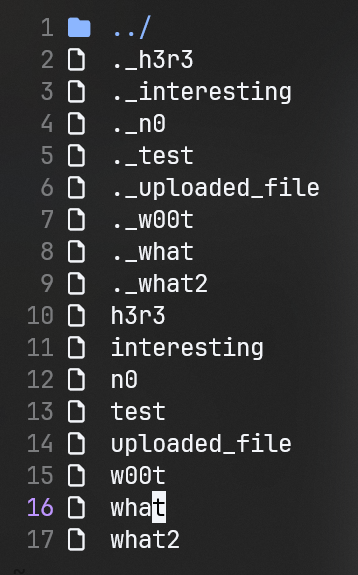 1 ../
2 ._h3r3
3 ._interesting
4 ._n0
5 ._test
6 ._uploaded_file
7 ._w00t
8 ._what
9 ._what2
10 h3r3
11 interesting
12 n0
13 test
14 uploaded_file
15 w00t
16 what
17 what2
~